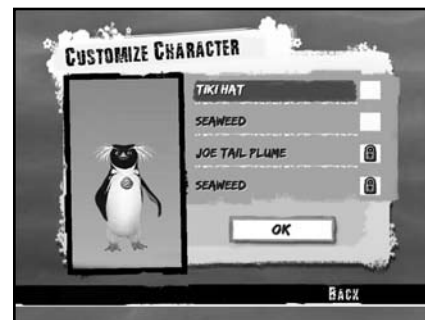 CUSTOMIZE CHARACTER
TIKI HAT
SEAWEED
JOE TAIL PLUME
SEAWEED
OK
BACK